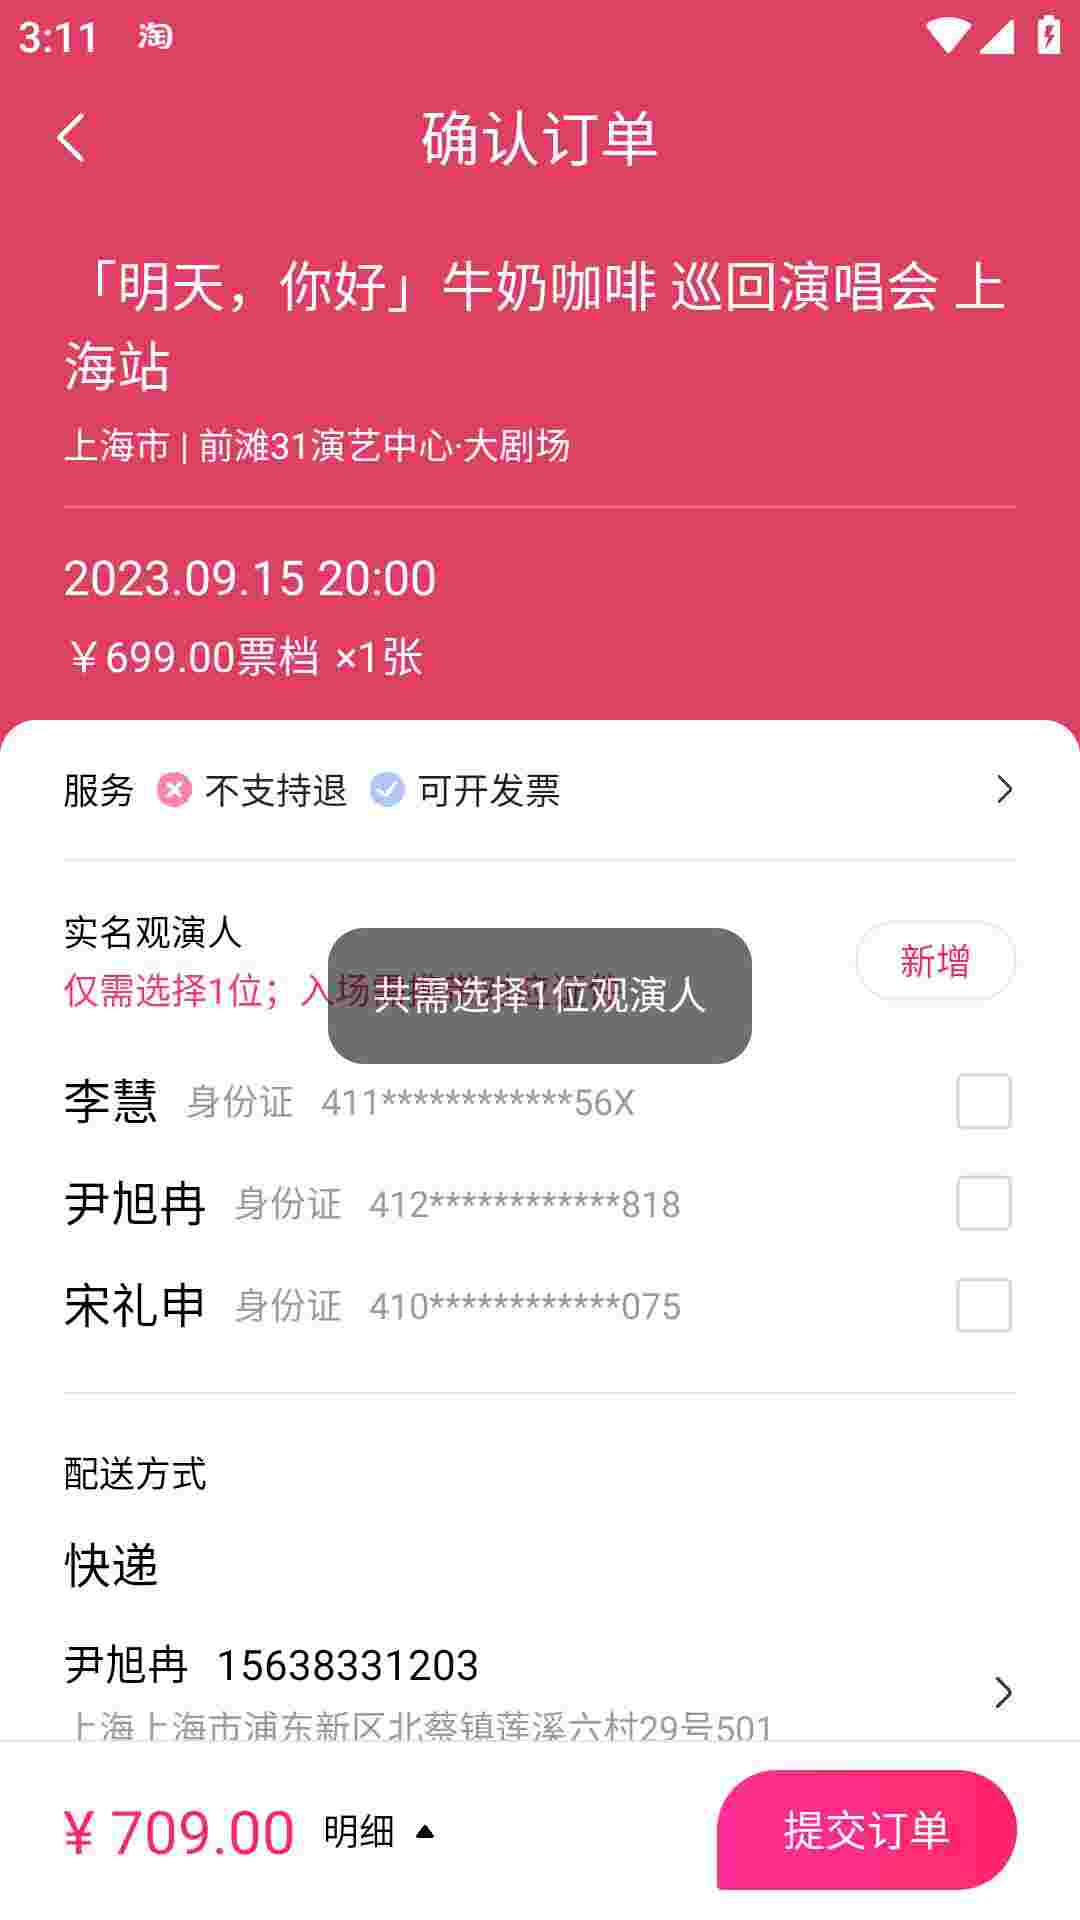 3:11 淘
确认订单
「明天，你好」牛奶咖啡 巡回演唱会 上
海站
上海市 | 前滩31演艺中心·大剧场
2023.09.15 20:00
￥699.00票档 ×1张
服务 不支持退 可开发票
实名观演人
新增
仅需选择1位；入场
共需选择1位观演人
李慧 身份证 411************56X
尹旭冉 身份证 412************818
宋礼申 身份证 410************075
配送方式
快递
尹旭冉 15638331203
上海上海市浦东新区北蔡镇莲溪六村29号501
¥ 709.00 明细
提交订单